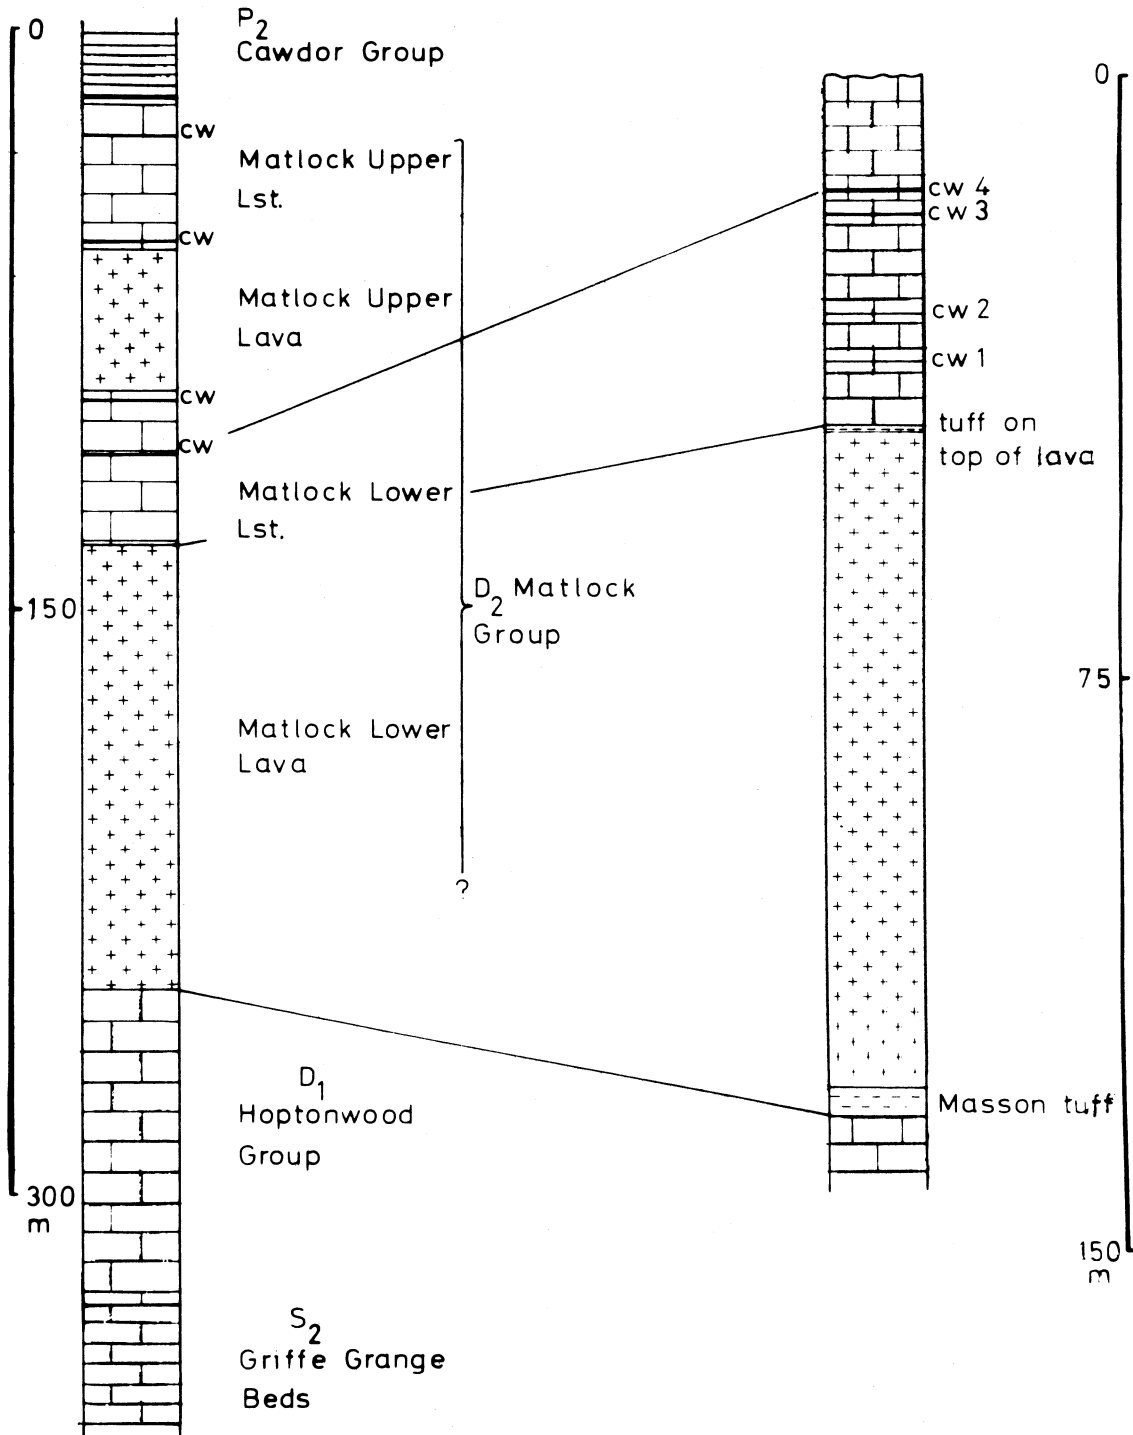 0
P2
Cawdor Group
cw
Matlock Upper
Lst.
cw
Matlock Upper
Lava
cw
cw
Matlock Lower
Lst.
150
D2 Matlock
Group
Matlock Lower
Lava
?
D1
Hoptonwood
Group
300
m
S2
Griffe Grange
Beds
0
cw 4
cw 3
cw 2
cw 1
tuff on
top of lava
75
Masson tuff
150
m